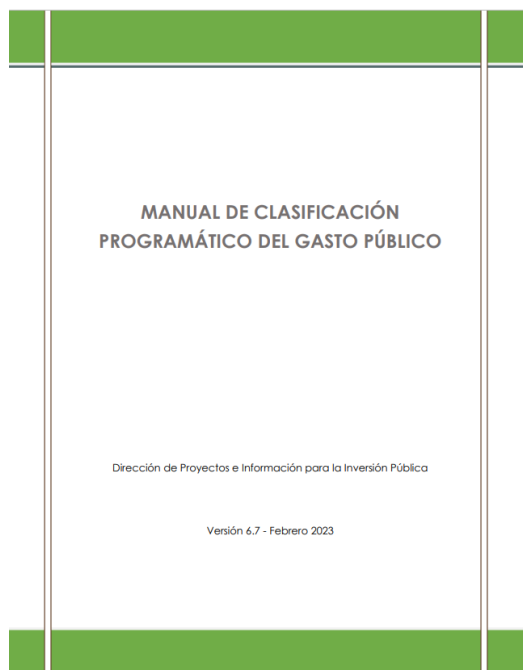 MANUAL DE CLASIFICACIÓN
PROGRAMÁTICO DEL GASTO PÚBLICO
Dirección de Proyectos e Información para la Inversión Pública
Versión 6.7 - Febrero 2023